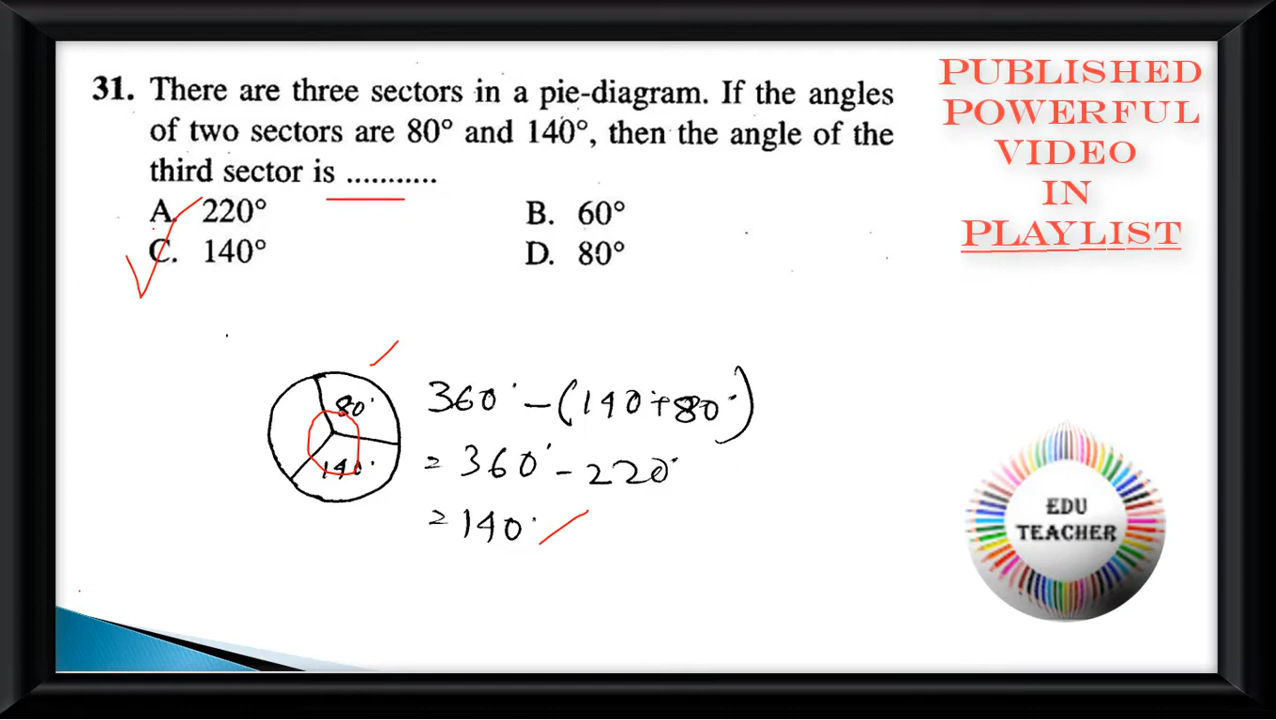 31. There are three sectors in a pie-diagram. If the angles
of two sectors are 80° and 140°, then the angle of the
third sector is ...........
A. 220°
B. 60°
C. 140°
D. 80°
80°
140°
360° - (140+80°)
= 360° - 220°
= 140°
PUBLISHED
POWERFUL
VIDEO
IN
PLAYLIST
EDU
TEACHER